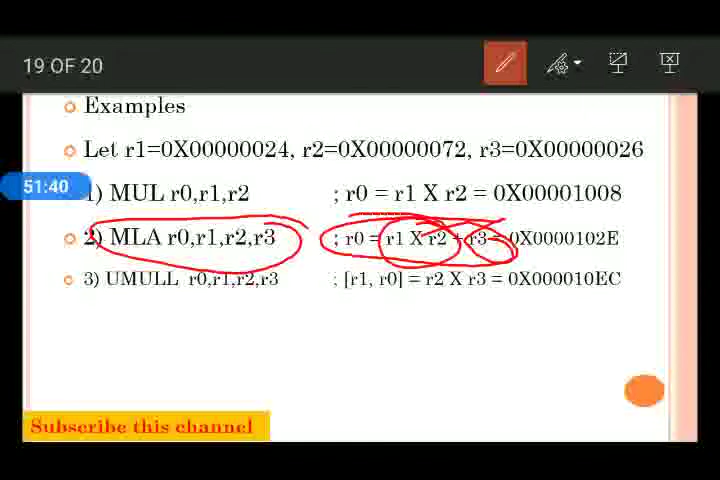 19 OF 20
Examples
Let r1=0X00000024, r2=0X00000072, r3=0X00000026
51:40
1) MUL r0,r1,r2 ; r0 = r1 X r2 = 0X00001008
2) MLA r0,r1,r2,r3 ; r0 = r1 X r2 + r3 = 0X0000102E
3) UMULL r0,r1,r2,r3 ; [r1, r0] = r2 X r3 = 0X000010EC
Subscribe this channel